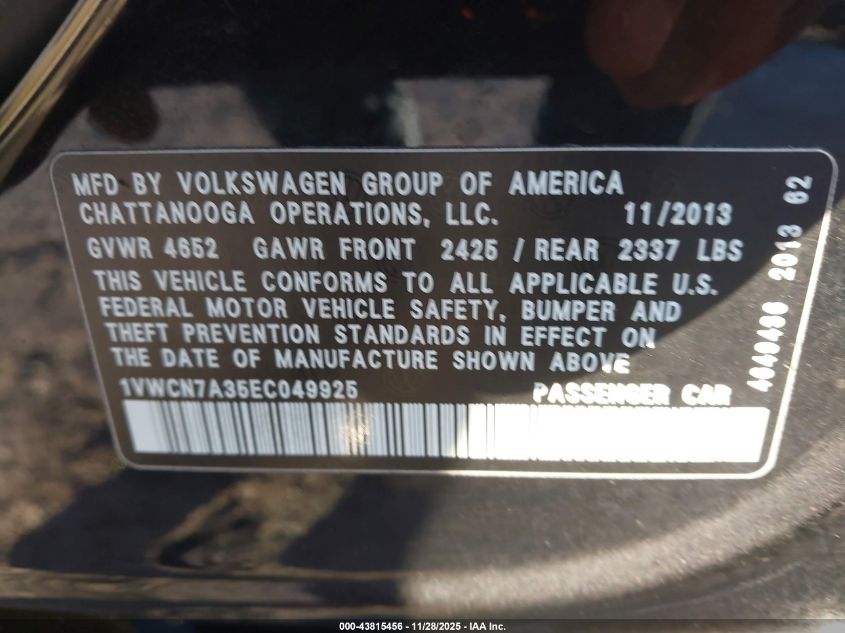 MFD BY VOLKSWAGEN GROUP OF AMERICA
CHATTANOOGA OPERATIONS, LLC. 11/2013
GVWR 4652 GAWR FRONT 2425 / REAR 2337 LBS
THIS VEHICLE CONFORMS TO ALL APPLICABLE U.S.
FEDERAL MOTOR VEHICLE SAFETY, BUMPER AND
THEFT PREVENTION STANDARDS IN EFFECT ON
THE DATE OF MANUFACTURE SHOWN ABOVE
1VWCN7A35EC049925 PASSENGER CAR
2013 62
000-43815456 - 11/28/2025 - IAA Inc.